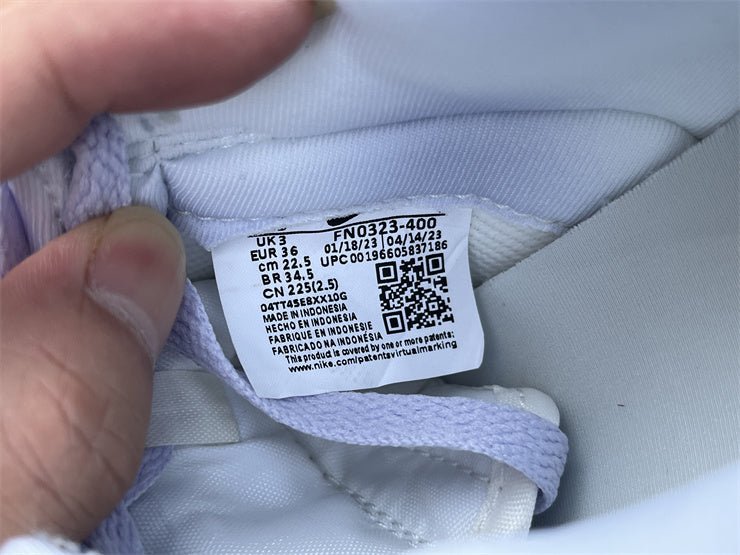 UK 3
EUR 36
cm 22.5
BR 34.5
CN 225(2.5)
FN0323-400
01/18/23 04/14/23
UPC 00196605837186
04TT45EBXX10G
MADE IN INDONESIA
HECHO EN INDONESIA
FABRIQUE EN INDONESIE
FABRICADO NA INDONÉSIA
This product is covered by one or more patents:
www.nike.com/patentsvirtualmarking